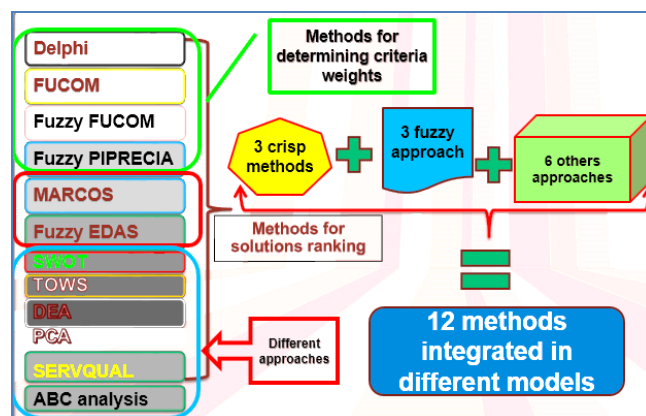 Delphi
FUCOM
Fuzzy FUCOM
Fuzzy PIPRECIA
MARCOS
Fuzzy EDAS
SWOT
TOWS
DEA
PCA
SERVQUAL
ABC analysis
Methods for
determining criteria
weights
3 crisp
methods
3 fuzzy
approach
6 others
approaches
Methods for
solutions ranking
Different
approaches
12 methods
integrated in
different models